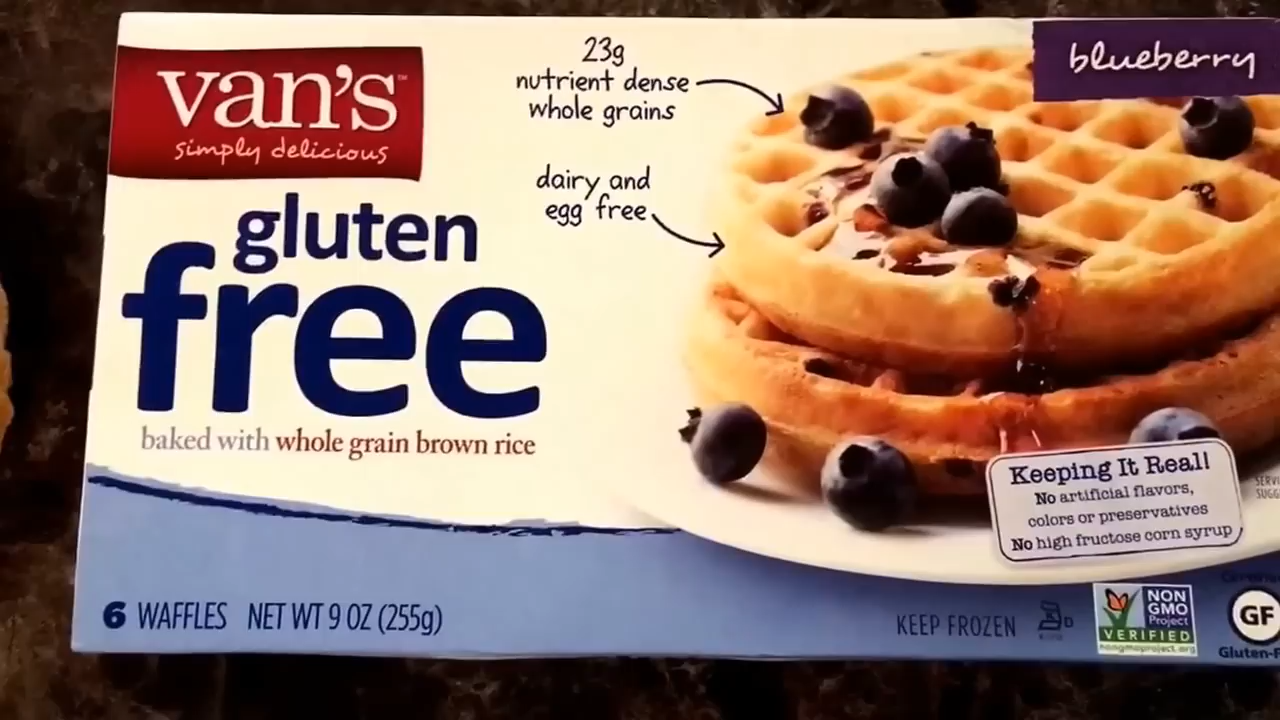 van's™
simply delicious
gluten
free
baked with whole grain brown rice
23g
nutrient dense
whole grains
dairy and
egg free
blueberry
Keeping It Real!
No artificial flavors,
colors or preservatives
No high fructose corn syrup
6 WAFFLES NET WT 9 OZ (255g)
KEEP FROZEN
D
NON
GMO
Project
VERIFIED
nongmoproject.org
GF
Gluten-F